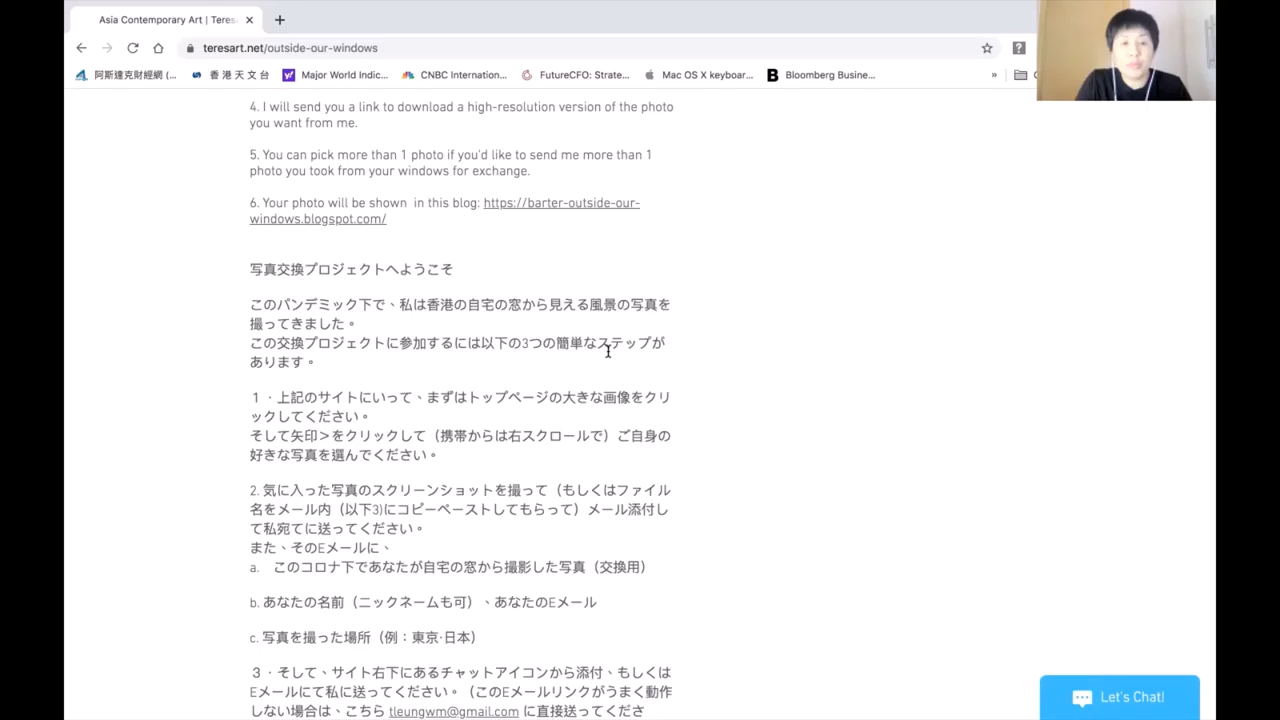 Asia Contemporary Art | Teres
teresart.net/outside-our-windows
阿斯達克財經網 (...
香港天文台
Major World Indic...
CNBC Internation...
FutureCFO: Strate...
Mac OS X keyboar...
Bloomberg Busine...
»
4. I will send you a link to download a high-resolution version of the photo
you want from me.
5. You can pick more than 1 photo if you'd like to send me more than 1
photo you took from your windows for exchange.
6. Your photo will be shown in this blog: https://barter-outside-our-
windows.blogspot.com/
写真交換プロジェクトへようこそ
このパンデミック下で、私は香港の自宅の窓から見える風景の写真を
撮ってきました。
この交換プロジェクトに参加するには以下の3つの簡単なステップが
あります。
１・上記のサイトにいって、まずはトップページの大きな画像をクリ
ックしてください。
そして矢印＞をクリックして（携帯からは右スクロールで）ご自身の
好きな写真を選んでください。
2. 気に入った写真のスクリーンショットを撮って（もしくはファイル
名をメール内（以下3)にコピーペーストしてもらって）メール添付し
て私宛てに送ってください。
また、そのEメールに、
a. このコロナ下であなたが自宅の窓から撮影した写真（交換用）
b. あなたの名前（ニックネームも可）、あなたのEメール
c. 写真を撮った場所（例：東京·日本）
３・そして、サイト右下にあるチャットアイコンから添付、もしくは
Eメールにて私に送ってください。（このEメールリンクがうまく動作
しない場合は、こちら tleungwm@gmail.com に直接送ってくださ
Let's Chat!